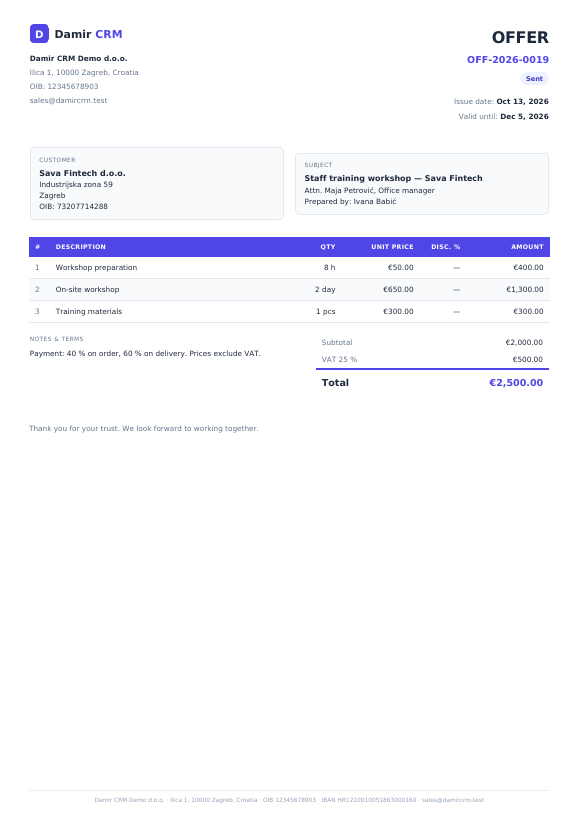 D Damir CRM
Damir CRM Demo d.o.o.
Ilica 1, 10000 Zagreb, Croatia
OIB: 12345678903
sales@damircrm.test
OFFER
OFF-2026-0019
Sent
Issue date: Oct 13, 2026
Valid until: Dec 5, 2026
CUSTOMER
Sava Fintech d.o.o.
Industrijska zona 59
Zagreb
OIB: 73207714288
SUBJECT
Staff training workshop — Sava Fintech
Attn. Maja Petrović, Office manager
Prepared by: Ivana Babić
# DESCRIPTION QTY UNIT PRICE DISC. % AMOUNT
1 Workshop preparation 8 h €50.00 — €400.00
2 On-site workshop 2 day €650.00 — €1,300.00
3 Training materials 1 pcs €300.00 — €300.00
NOTES & TERMS
Payment: 40 % on order, 60 % on delivery. Prices exclude VAT.
Subtotal €2,000.00
VAT 25 % €500.00
Total €2,500.00
Thank you for your trust. We look forward to working together.
Damir CRM Demo d.o.o. · Ilica 1, 10000 Zagreb, Croatia · OIB 12345678903 · IBAN HR1210010051863000160 · sales@damircrm.test